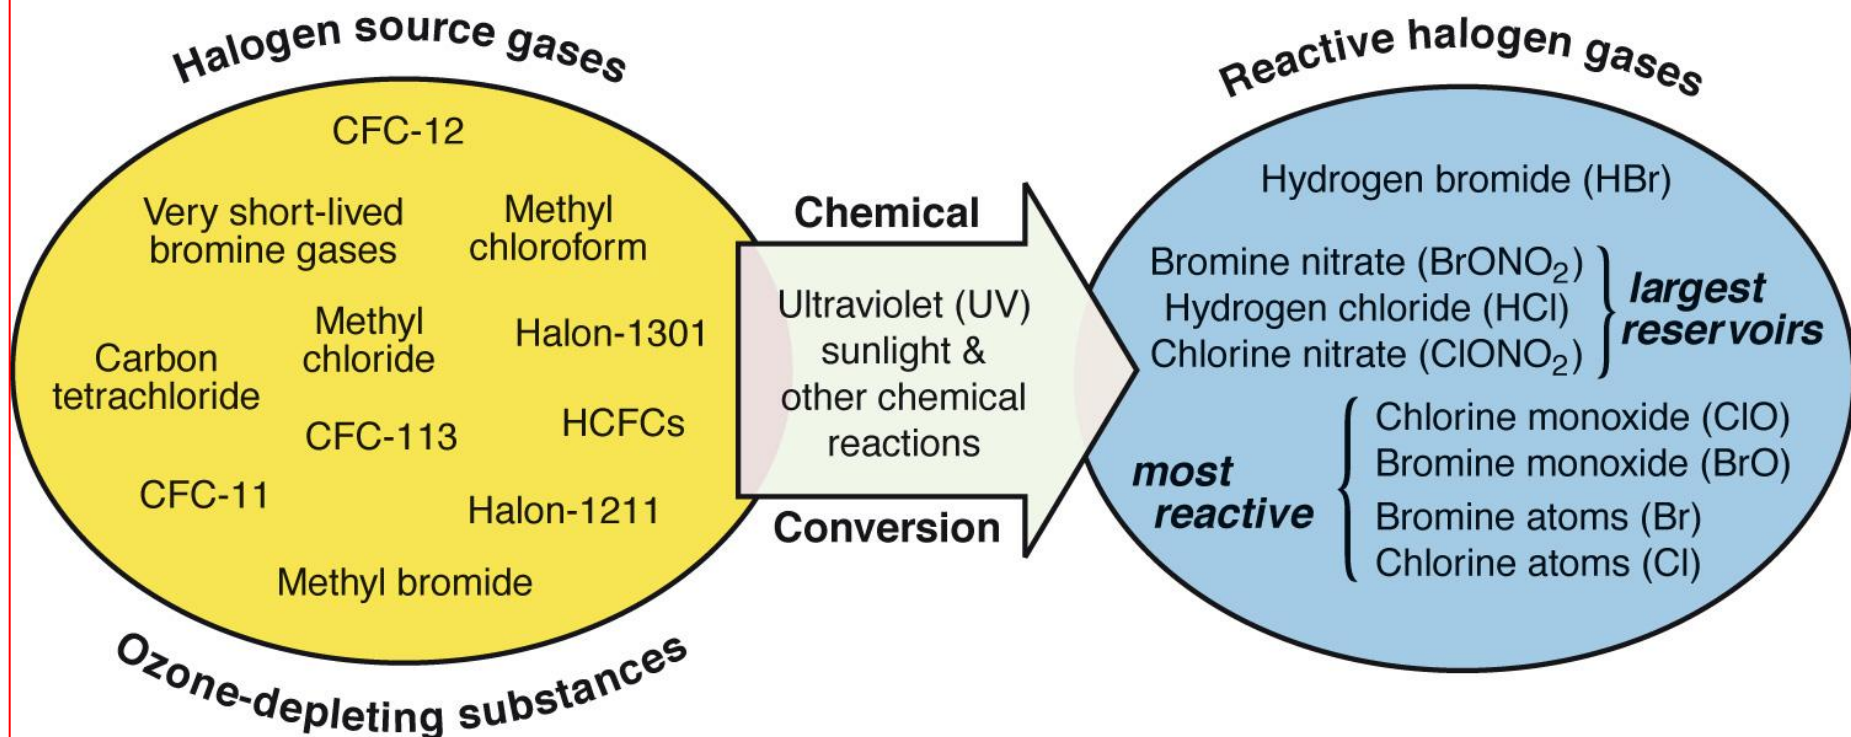 Halogen source gases
CFC-12
Very short-lived
bromine gases
Methyl
chloroform
Methyl
chloride
Halon-1301
Carbon
tetrachloride
CFC-113
HCFCs
CFC-11
Halon-1211
Methyl bromide
Ozone-depleting substances
Chemical
Ultraviolet (UV)
sunlight &
other chemical
reactions
Conversion
Reactive halogen gases
Hydrogen bromide (HBr)
Bromine nitrate (BrONO₂)
Hydrogen chloride (HCl)
Chlorine nitrate (ClONO₂)
largest
reservoirs
most
reactive
Chlorine monoxide (ClO)
Bromine monoxide (BrO)
Bromine atoms (Br)
Chlorine atoms (Cl)